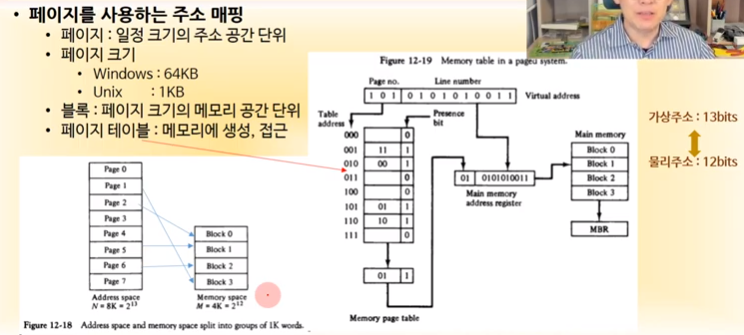 • 페이지를 사용하는 주소 매핑
• 페이지 : 일정 크기의 주소 공간 단위
• 페이지 크기
• Windows : 64KB
• Unix : 1KB
• 블록 : 페이지 크기의 메모리 공간 단위
• 페이지 테이블 : 메모리에 생성, 접근
Page 0
Page 1
Page 2
Page 3
Page 4
Page 5
Page 6
Page 7
Address space
N = 8K = 2¹³
Block 0
Block 1
Block 2
Block 3
Memory space
M = 4K = 2¹²
Figure 12-18 Address space and memory space split into groups of 1K words.
Figure 12-19 Memory table in a paged system.
Page no. Line number
1 0 1 0 1 0 1 0 1 0 0 1 1 Virtual address
Table address
Presence bit
000 0
001 11 1
010 00 1
011 0
100 0
101 01 1
110 10 1
111 0
01 1
Memory page table
01 0101010011
Main memory address register
Main memory
Block 0
Block 1
Block 2
Block 3
MBR
가상주소 : 13bits
물리주소 : 12bits